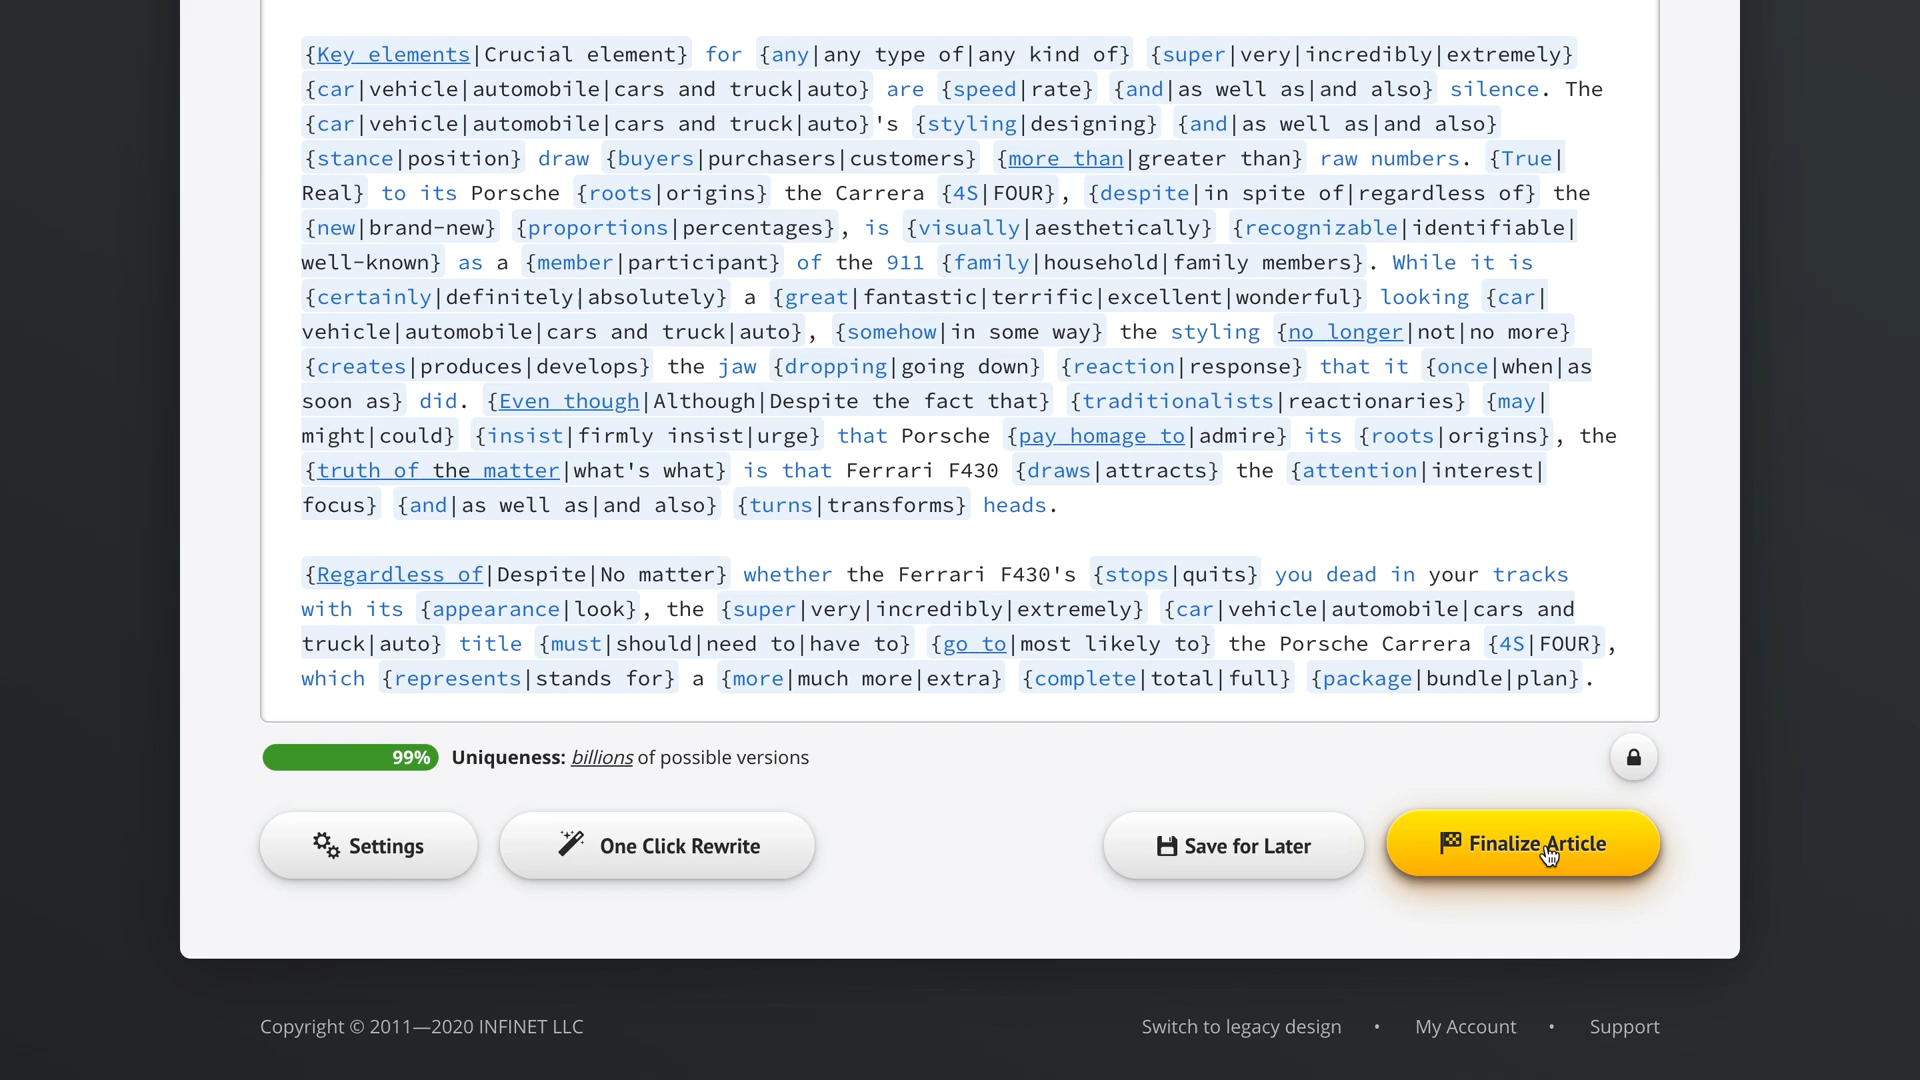 {Key elements|Crucial element} for {any|any type of|any kind of} {super|very|incredibly|extremely}
{car|vehicle|automobile|cars and truck|auto} are {speed|rate} {and|as well as|and also} silence. The
{car|vehicle|automobile|cars and truck|auto}'s {styling|designing} {and|as well as|and also}
{stance|position} draw {buyers|purchasers|customers} {more than|greater than} raw numbers. {True|
Real} to its Porsche {roots|origins} the Carrera {4S|FOUR}, {despite|in spite of|regardless of} the
{new|brand-new} {proportions|percentages}, is {visually|aesthetically} {recognizable|identifiable|
well-known} as a {member|participant} of the 911 {family|household|family members}. While it is
{certainly|definitely|absolutely} a {great|fantastic|terrific|excellent|wonderful} looking {car|
vehicle|automobile|cars and truck|auto}, {somehow|in some way} the styling {no longer|not|no more}
{creates|produces|develops} the jaw {dropping|going down} {reaction|response} that it {once|when|as
soon as} did. {Even though|Although|Despite the fact that} {traditionalists|reactionaries} {may|
might|could} {insist|firmly insist|urge} that Porsche {pay homage to|admire} its {roots|origins}, the
{truth of the matter|what's what} is that Ferrari F430 {draws|attracts} the {attention|interest|
focus} {and|as well as|and also} {turns|transforms} heads.
{Regardless of|Despite|No matter} whether the Ferrari F430's {stops|quits} you dead in your tracks
with its {appearance|look}, the {super|very|incredibly|extremely} {car|vehicle|automobile|cars and
truck|auto} title {must|should|need to|have to} {go to|most likely to} the Porsche Carrera {4S|FOUR},
which {represents|stands for} a {more|much more|extra} {complete|total|full} {package|bundle|plan}.
99% Uniqueness: billions of possible versions
Settings One Click Rewrite Save for Later Finalize Article
Copyright © 2011—2020 INFINET LLC Switch to legacy design • My Account • Support